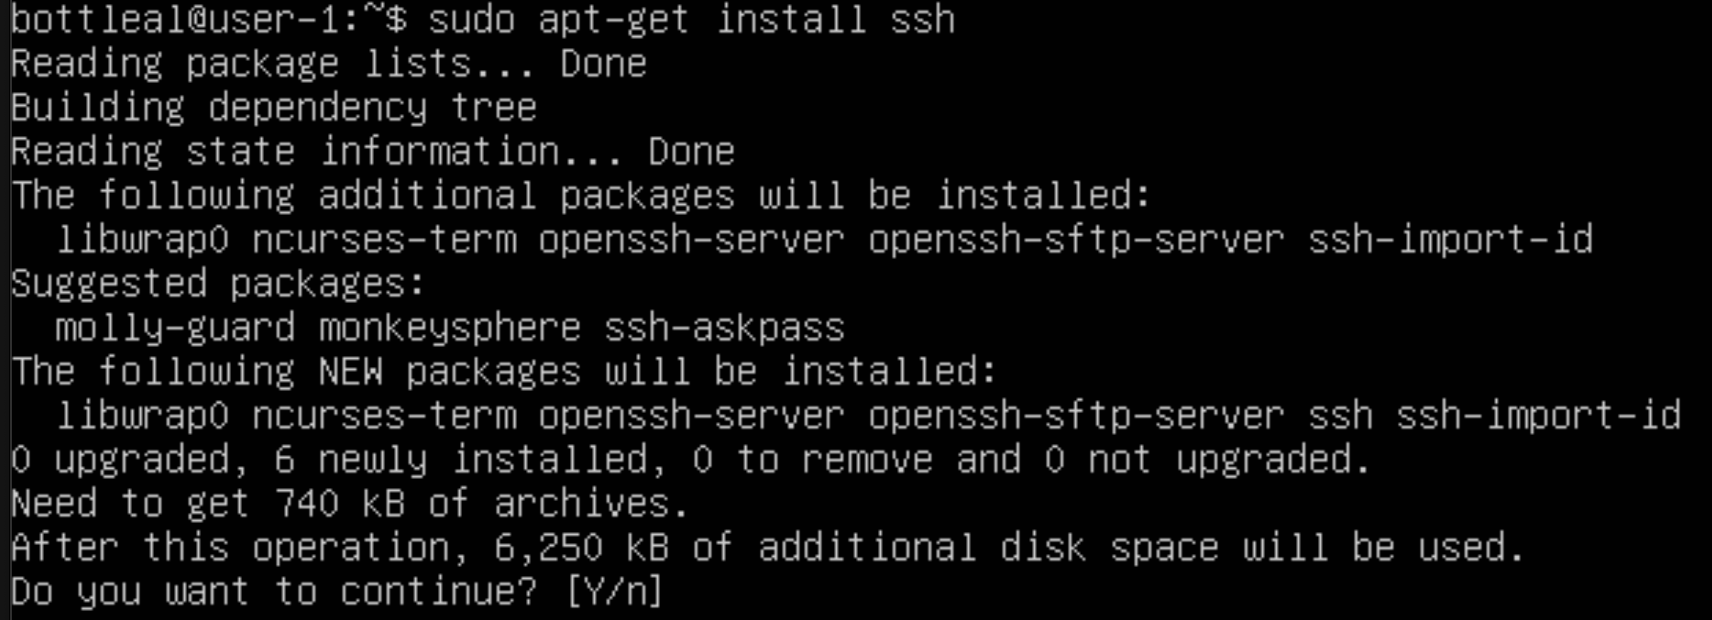 bottleal@user-1:~$ sudo apt-get install ssh
Reading package lists... Done
Building dependency tree
Reading state information... Done
The following additional packages will be installed:
  libwrap0 ncurses-term openssh-server openssh-sftp-server ssh-import-id
Suggested packages:
  molly-guard monkeysphere ssh-askpass
The following NEW packages will be installed:
  libwrap0 ncurses-term openssh-server openssh-sftp-server ssh ssh-import-id
0 upgraded, 6 newly installed, 0 to remove and 0 not upgraded.
Need to get 740 kB of archives.
After this operation, 6,250 kB of additional disk space will be used.
Do you want to continue? [Y/n]